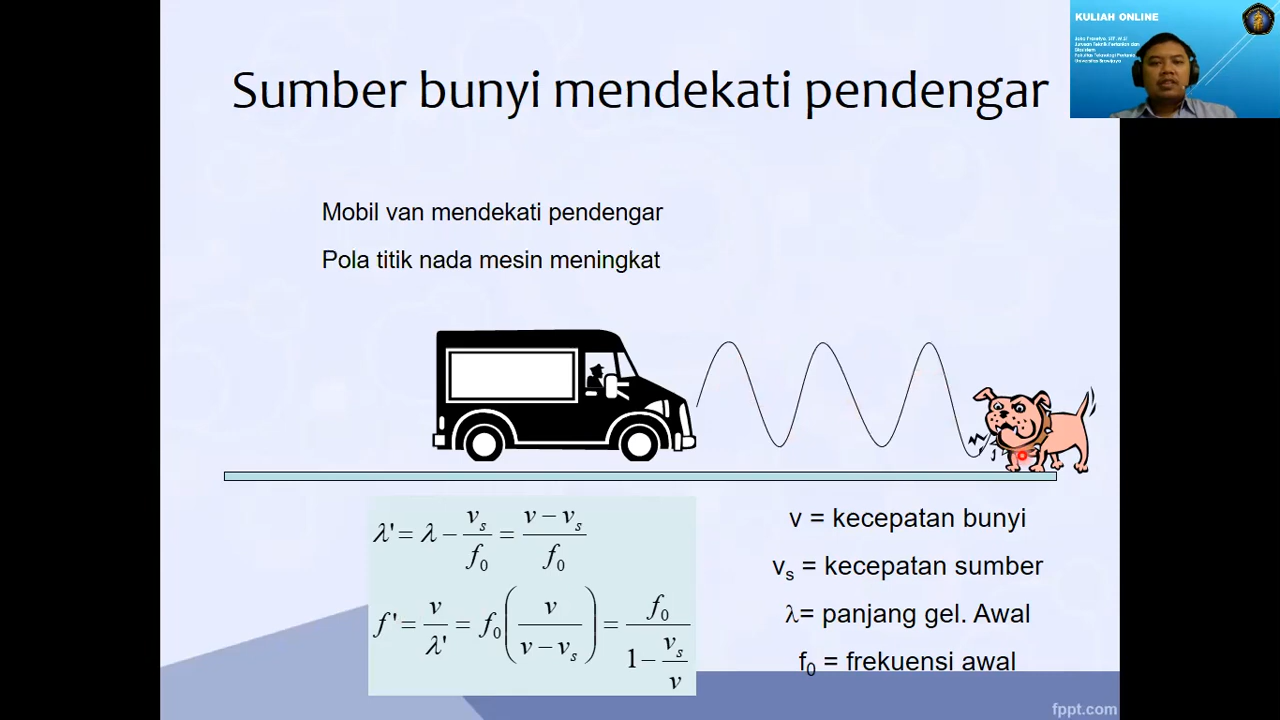 KULIAH ONLINE
Sumber bunyi mendekati pendengar
Mobil van mendekati pendengar
Pola titik nada mesin meningkat
λ' = λ − v_s/f_0 = (v − v_s)/f_0
f' = v/λ' = f_0 (v/(v − v_s)) = f_0/(1 − v_s/v)
v = kecepatan bunyi
v_s = kecepatan sumber
λ= panjang gel. Awal
f_0 = frekuensi awal
fppt.com